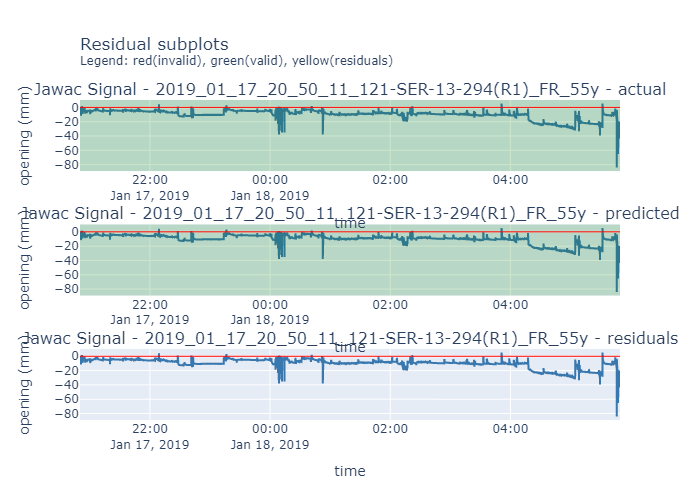 Residual subplots
Legend: red(invalid), green(valid), yellow(residuals)
Jawac Signal - 2019_01_17_20_50_11_121-SER-13-294(R1)_FR_55y - actual
opening (mm)
0
−20
−40
−60
−80
22:00
Jan 17, 2019
00:00
Jan 18, 2019
02:00
04:00
time
Jawac Signal - 2019_01_17_20_50_11_121-SER-13-294(R1)_FR_55y - predicted
opening (mm)
0
−20
−40
−60
−80
22:00
Jan 17, 2019
00:00
Jan 18, 2019
02:00
04:00
time
Jawac Signal - 2019_01_17_20_50_11_121-SER-13-294(R1)_FR_55y - residuals
opening (mm)
0
−20
−40
−60
−80
22:00
Jan 17, 2019
00:00
Jan 18, 2019
02:00
04:00
time